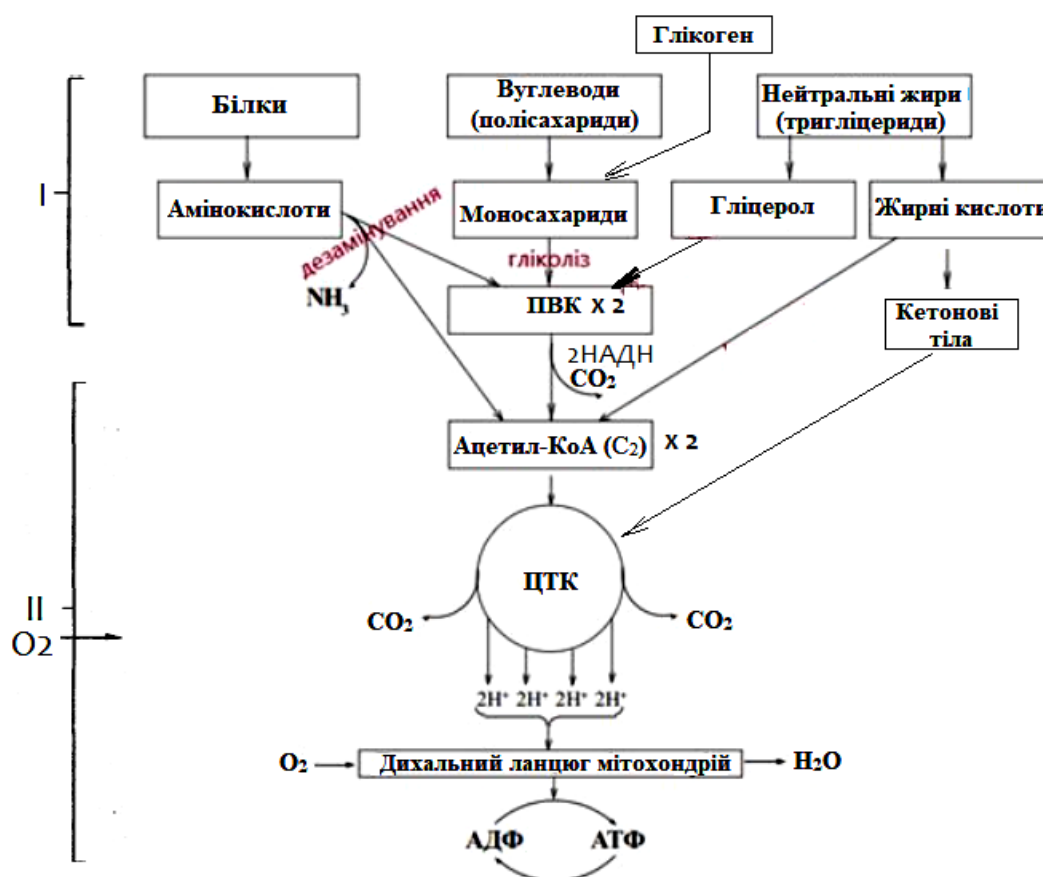 Глікоген
Білки
Вуглеводи
(полісахариди)
Нейтральні жири
(тригліцериди)
I
Амінокислоти
Моносахариди
Гліцерол
Жирні кислоти
дезамінування
гліколіз
NH3
ПВК X 2
Кетонові
тіла
2НАДН
CO2
Ацетил-КоА (C2) X 2
ЦТК
II
O2
CO2
CO2
2H+ 2H+ 2H+ 2H+
O2
Дихальний ланцюг мітохондрій
H2O
АДФ
АТФ